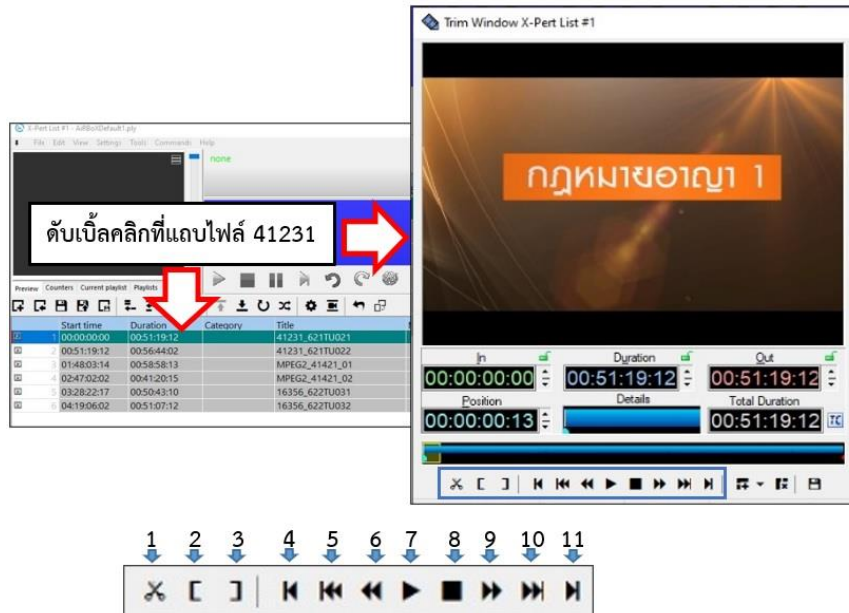 Trim Window X-Pert List #1
กฎหมายอาญา 1
X-Pert List #1 - AirBoxDefault1.ply
File Edit View Settings Tools Commands Help
none
ดับเบิ้ลคลิกที่แถบไฟล์ 41231
Preview Counters Current playlist Playlists
Start time Duration Category Title
1 00:00:00:00 00:51:19:12 41231_621TU021
2 00:51:19:12 00:56:44:02 41231_621TU022
3 01:48:03:14 00:58:58:13 MPEG2_41421_01
4 02:47:02:02 00:41:20:15 MPEG2_41421_02
5 03:28:22:17 00:50:43:10 16356_622TU031
6 04:19:06:02 00:51:07:12 16356_622TU032
In Duration Out
00:00:00:00 00:51:19:12 00:51:19:12
Position Details Total Duration
00:00:00:13 00:51:19:12 TC
1 2 3 4 5 6 7 8 9 10 11